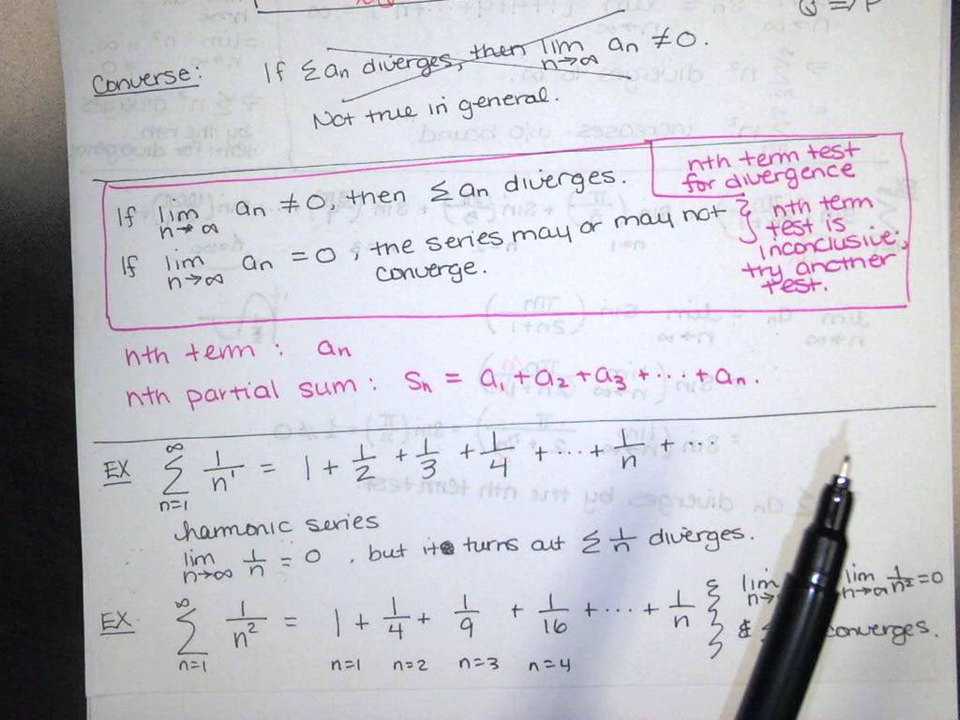 Q ⇒ P
Converse: If Σ an diverges, then lim n→∞ an ≠ 0.
Not true in general.
nth term test
for divergence
If lim n→∞ an ≠ 0, then Σ an diverges.
If lim n→∞ an = 0, the series may or may not
converge.
} nth term
test is
inconclusive;
try another
test.
nth term: an
nth partial sum: Sn = a1 + a2 + a3 + ··· + an.
EX ∞ Σ n=1 1/n¹ = 1 + 1/2 + 1/3 + 1/4 + ··· + 1/n + ···
harmonic series
lim n→∞ 1/n = 0, but it turns out Σ 1/n diverges.
EX. ∞ Σ n=1 1/n² = 1 + 1/4 + 1/9 + 1/16 + ··· + 1/n
n=1 n=2 n=3 n=4
} lim n→ lim n→∞ 1/n² = 0
& converges.